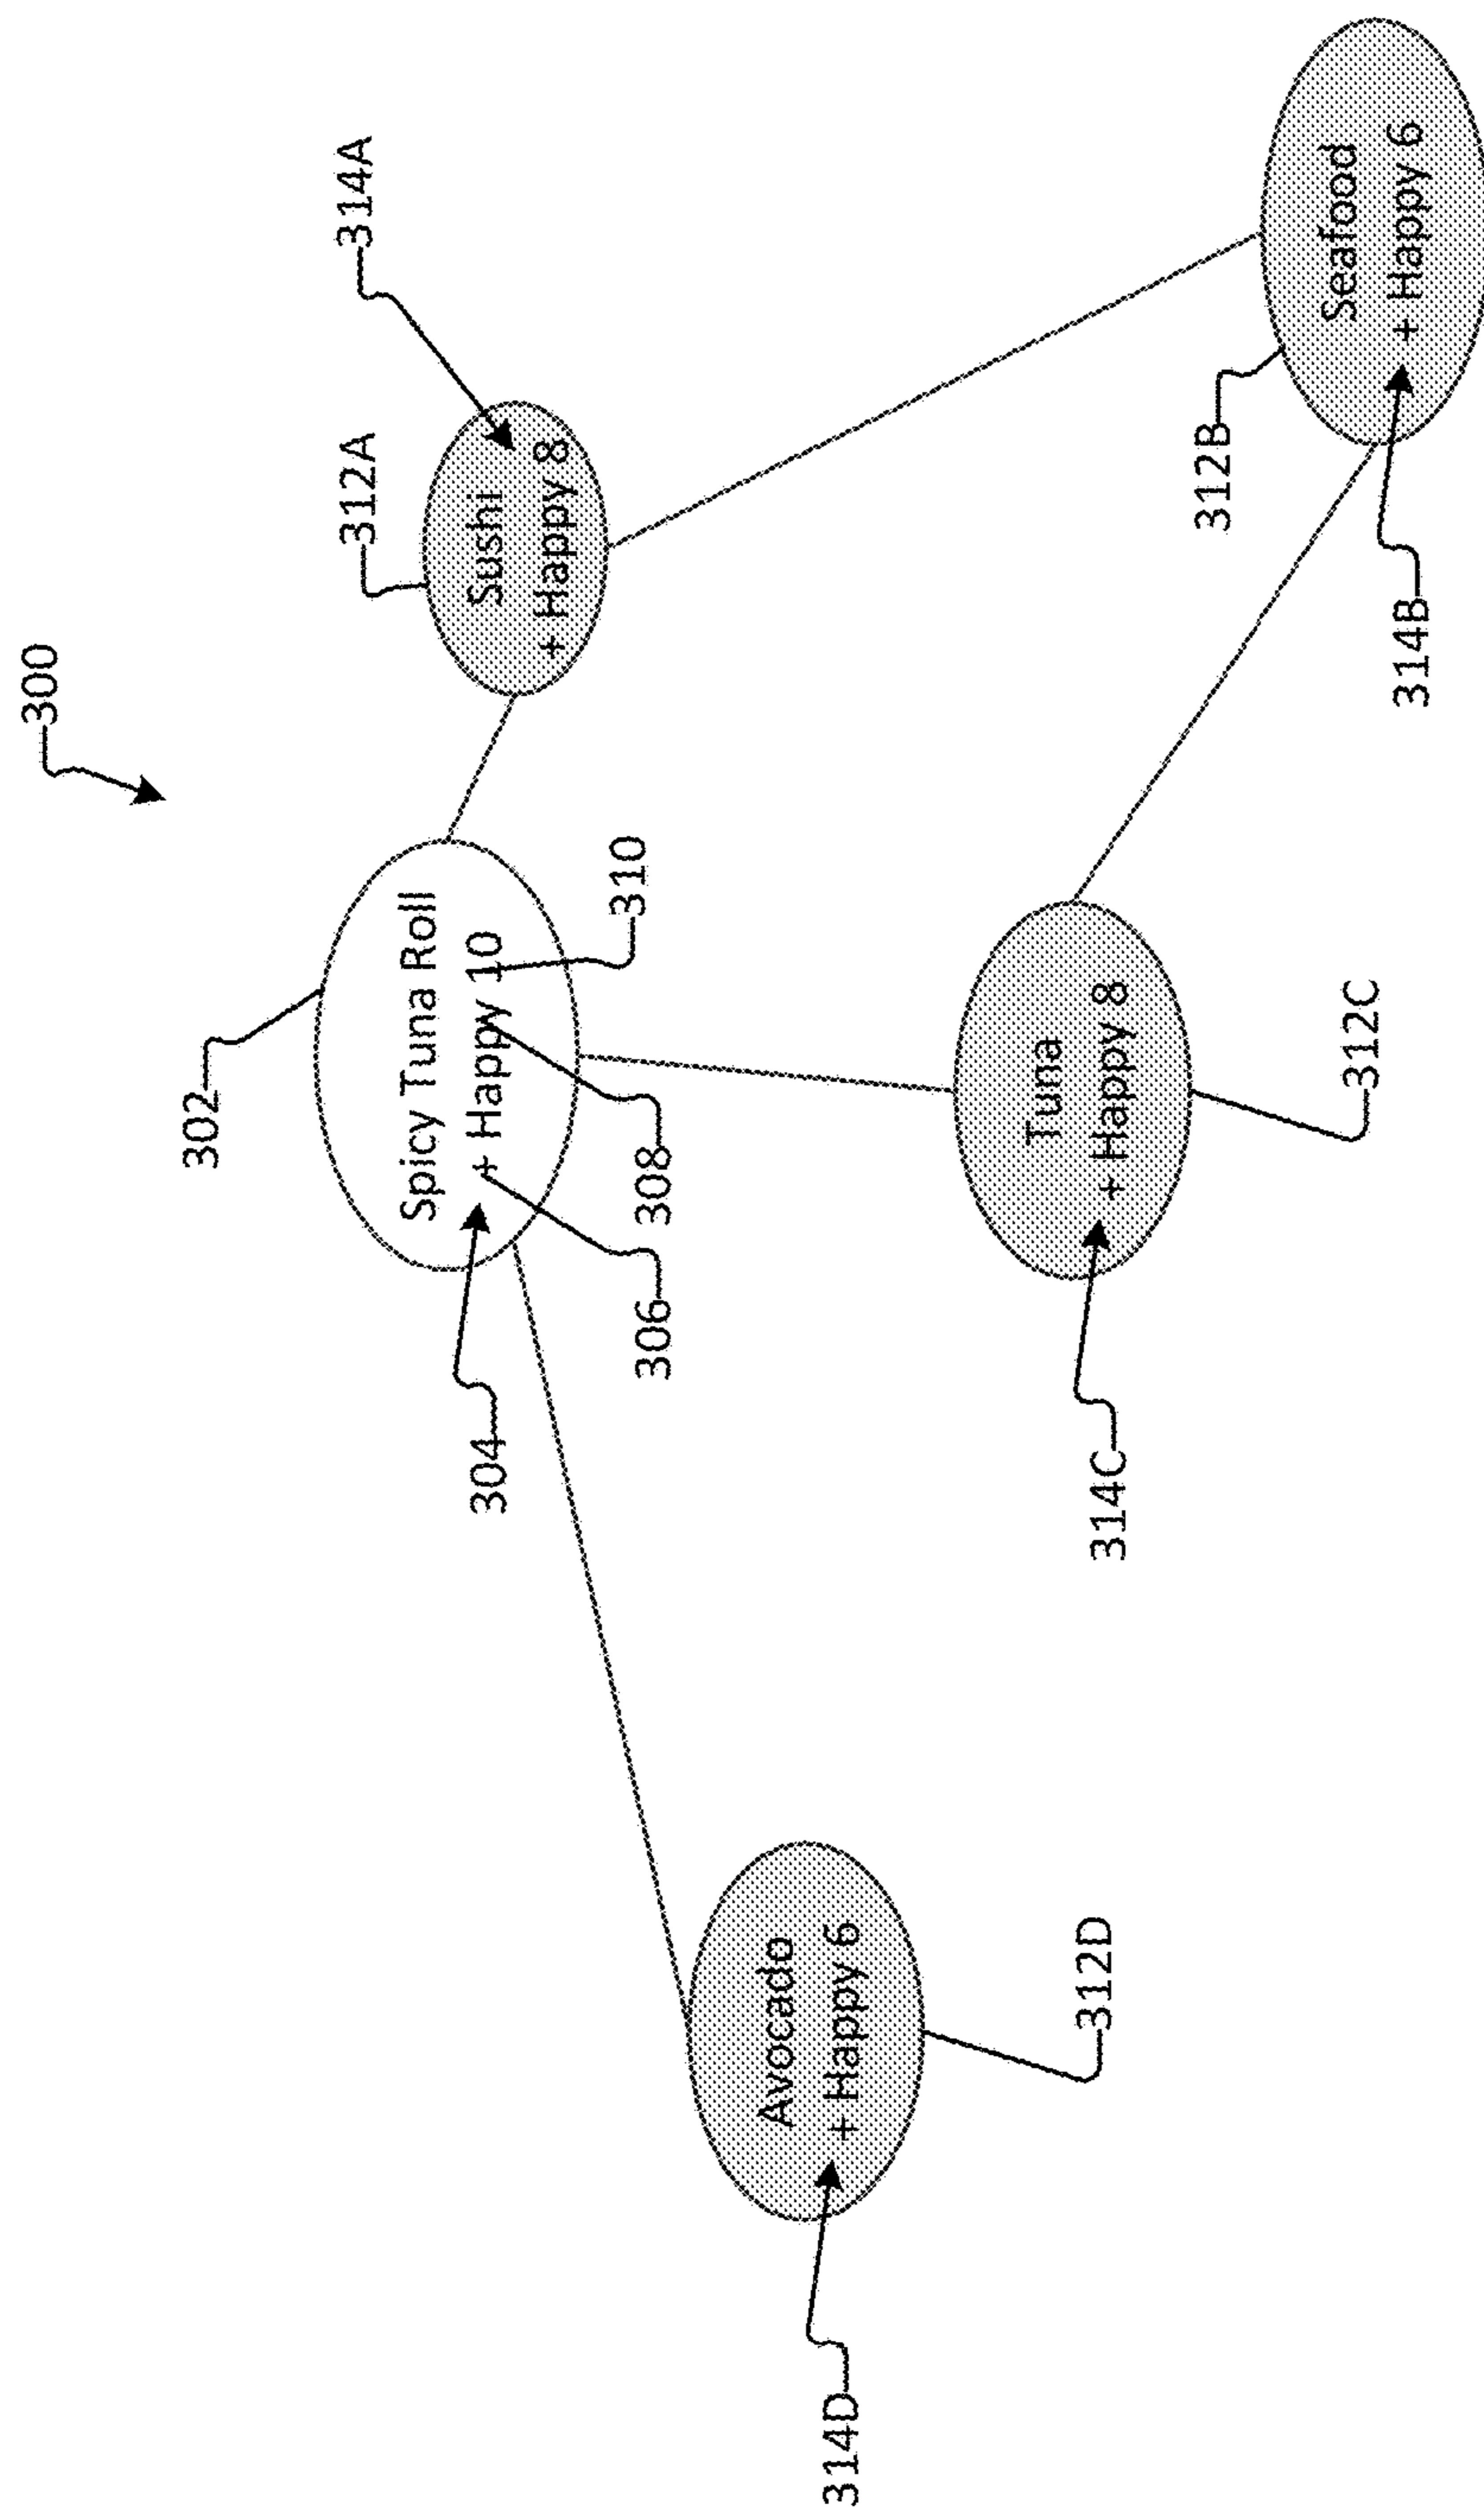 300
302
Spicy Tuna Roll
+ Happy 10
304
306
308
310
312A
314A
Sushi
+ Happy 8
312B
314B
Seafood
+ Happy 6
Tuna
+ Happy 8
314C
312C
Avocado
+ Happy 6
314D
312D